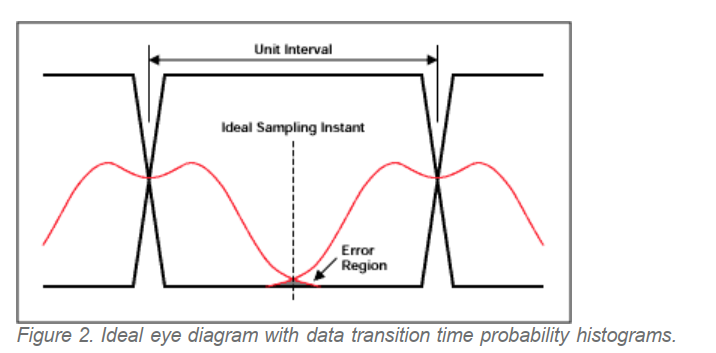 Unit Interval
Ideal Sampling Instant
Error
Region
Figure 2. Ideal eye diagram with data transition time probability histograms.